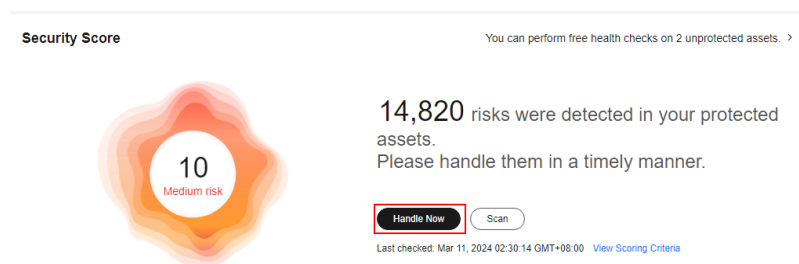 Security Score
You can perform free health checks on 2 unprotected assets. >
14,820 risks were detected in your protected
assets.
Please handle them in a timely manner.
10
Medium risk
Handle Now
Scan
Last checked: Mar 11, 2024 02:30:14 GMT+08:00 View Scoring Criteria